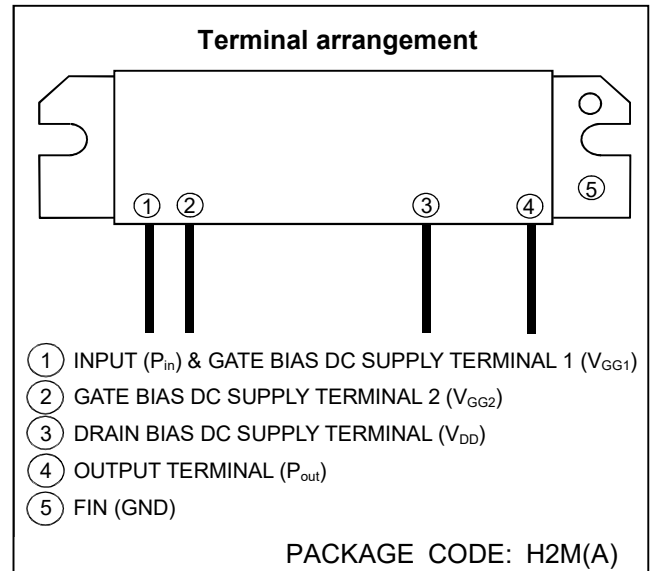 Terminal arrangement
⑤
① ② ③ ④
① INPUT (Pin) & GATE BIAS DC SUPPLY TERMINAL 1 (VGG1)
② GATE BIAS DC SUPPLY TERMINAL 2 (VGG2)
③ DRAIN BIAS DC SUPPLY TERMINAL (VDD)
④ OUTPUT TERMINAL (Pout)
⑤ FIN (GND)
PACKAGE CODE: H2M(A)